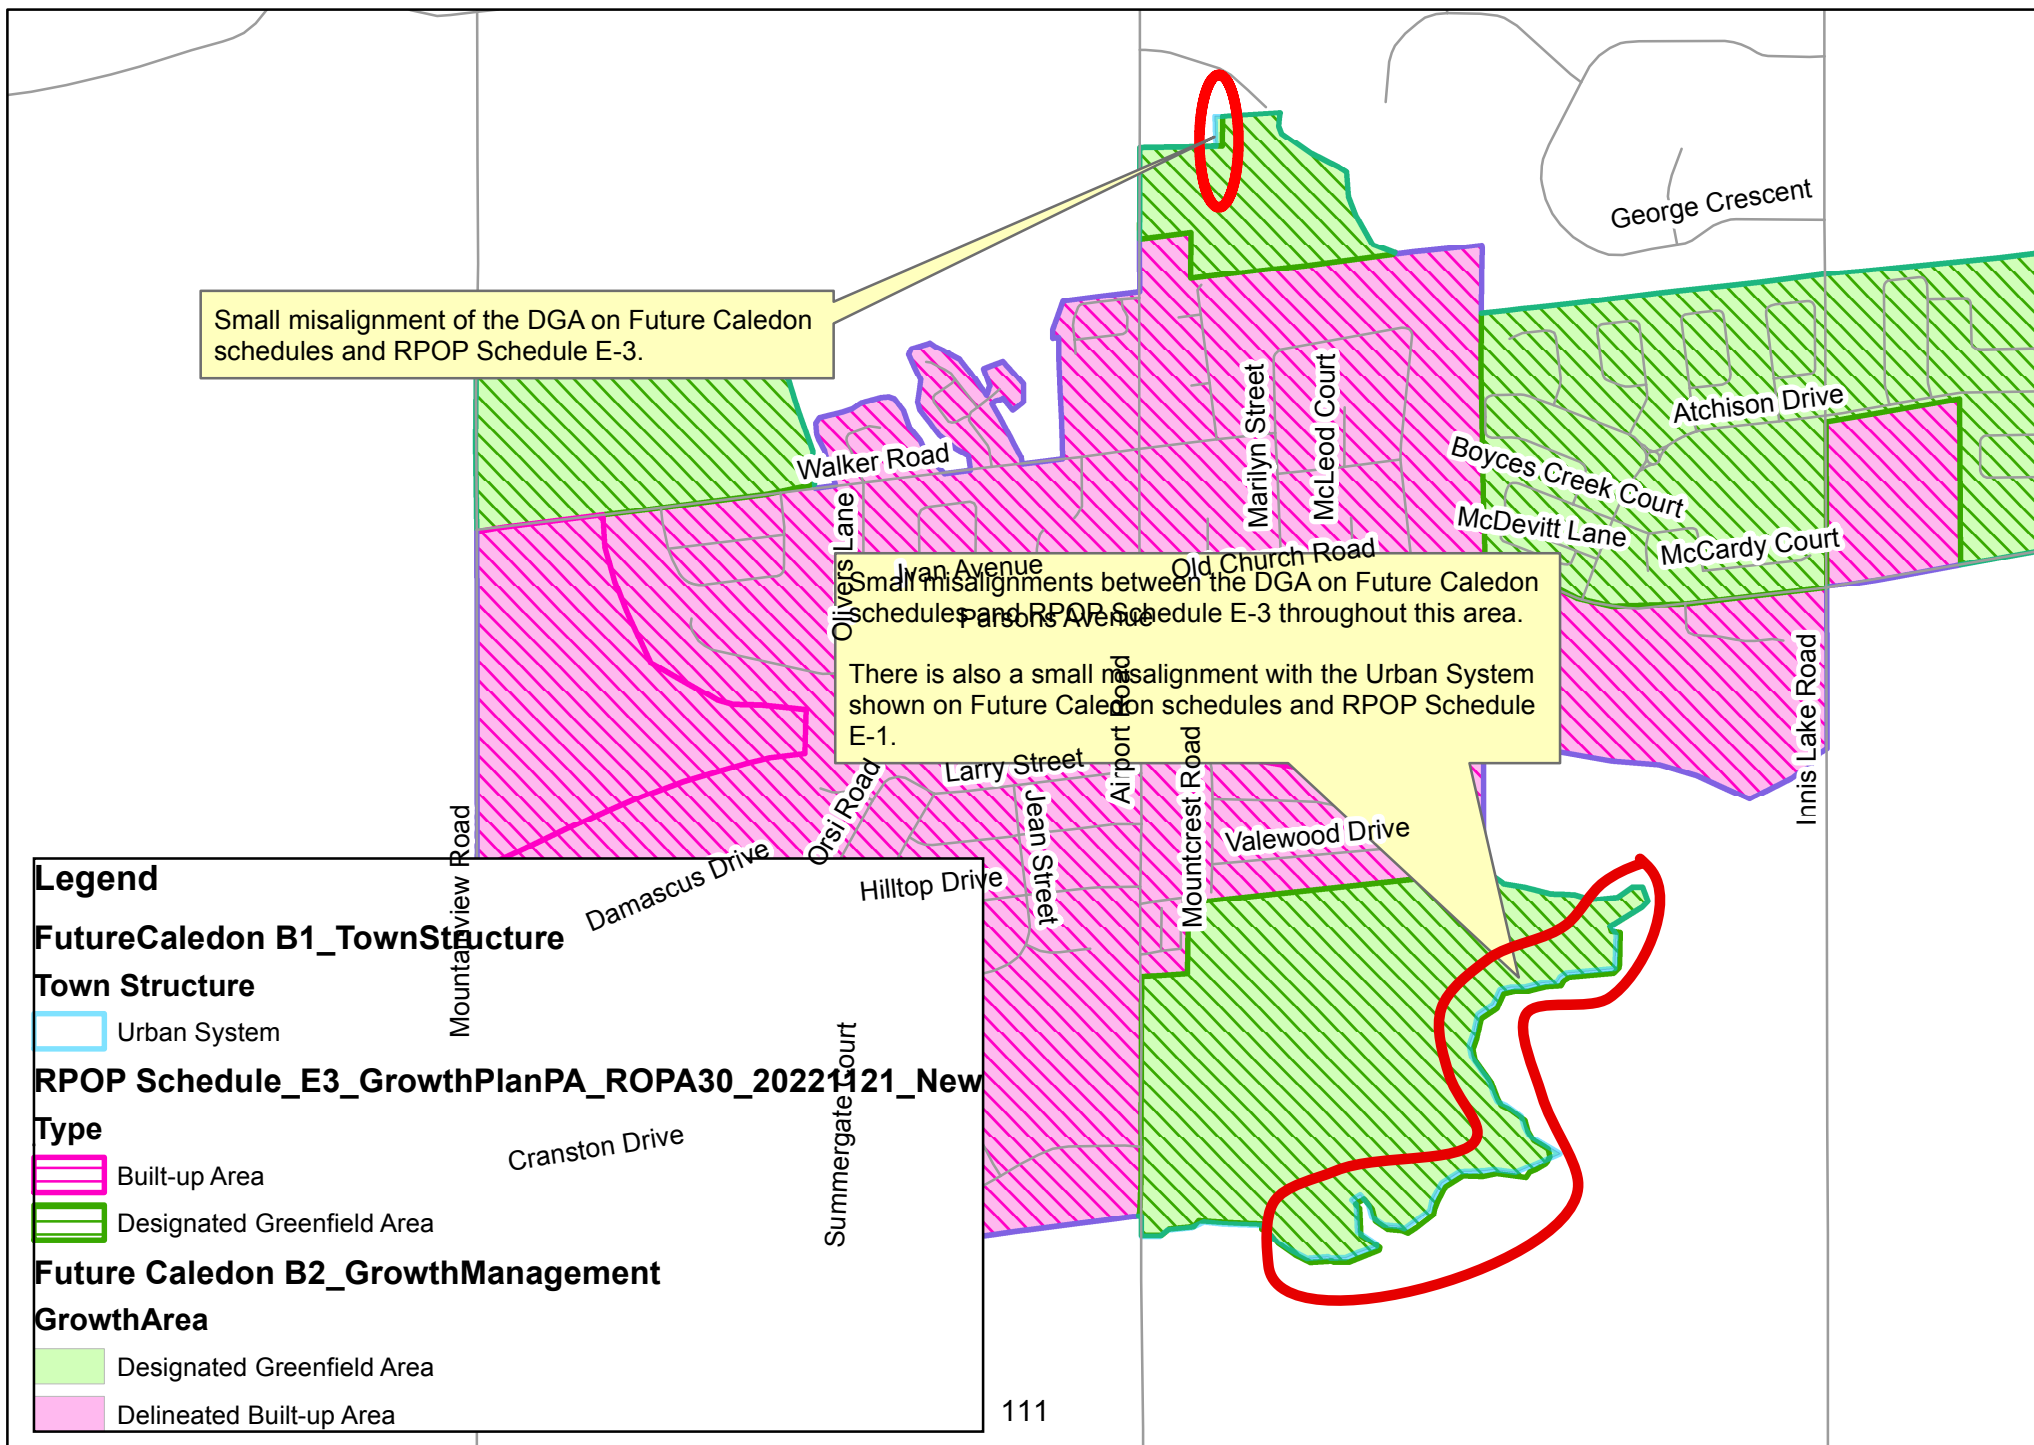 George Crescent
Small misalignment of the DGA on Future Caledon
schedules and RPOP Schedule E-3.
Marilyn Street
McLeod Court
Atchison Drive
Walker Road
Boyces Creek Court
McDevitt Lane
McCardy Court
Olivers Lane
Ivan Avenue
Old Church Road
Parsons Avenue
Small misalignments between the DGA on Future Caledon
schedules and RPOP Schedule E-3 throughout this area.
There is also a small misalignment with the Urban System
shown on Future Caledon schedules and RPOP Schedule
E-1.
Airport Road
Innis Lake Road
Larry Street
Orsi Road
Jean Street
Mountcrest Road
Valewood Drive
Mountainview Road
Damascus Drive
Hilltop Drive
Summergate Court
Cranston Drive
Legend
FutureCaledon B1_TownStructure
Town Structure
Urban System
RPOP Schedule_E3_GrowthPlanPA_ROPA30_20221121_New
Type
Built-up Area
Designated Greenfield Area
Future Caledon B2_GrowthManagement
GrowthArea
Designated Greenfield Area
Delineated Built-up Area
111